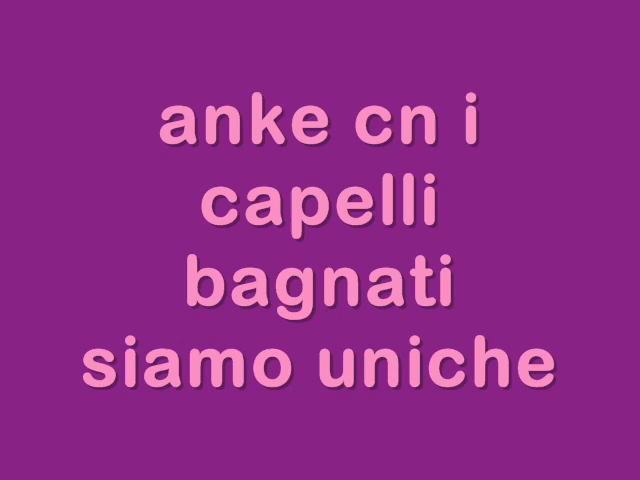 anke cn i
capelli
bagnati
siamo uniche